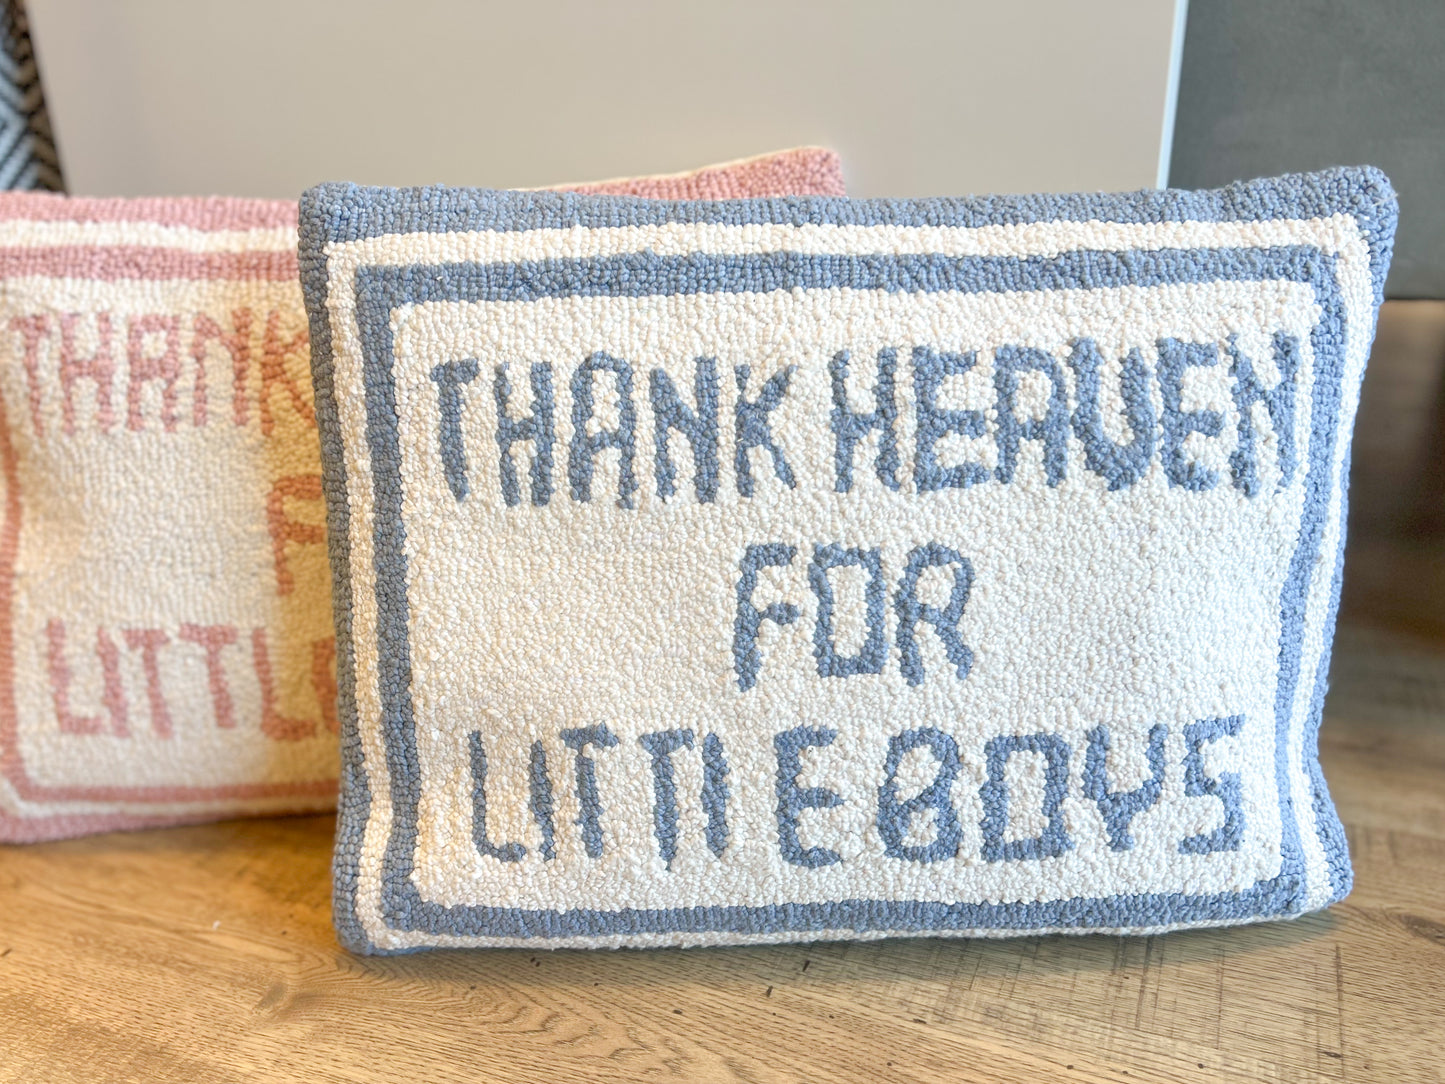 THANK HEAVEN
FOR
LITTLE BOYS
THANK
F
LITTL